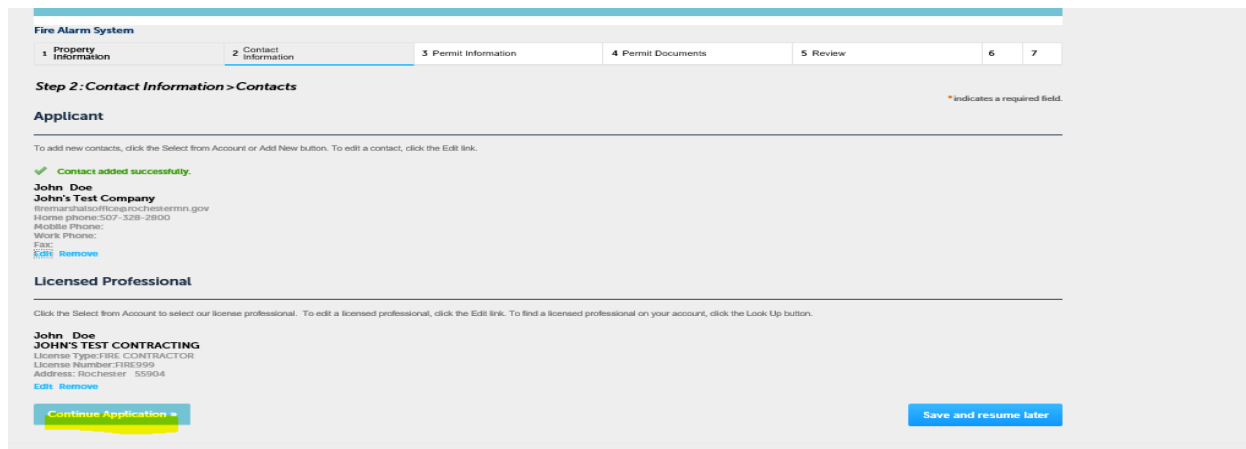 Fire Alarm System
1 Property Information
2 Contact Information
3 Permit Information
4 Permit Documents
5 Review
6
7
Step 2: Contact Information > Contacts
*indicates a required field.
Applicant
To add new contacts, click the Select from Account or Add New button. To edit a contact, click the Edit link.
Contact added successfully.
John Doe
John's Test Company
firemarshalsoffice@rochestermn.gov
Home phone:507-328-2800
Mobile Phone:
Work Phone:
Fax:
Edit Remove
Licensed Professional
Click the Select from Account to select our license professional. To edit a licensed professional, click the Edit link. To find a licensed professional on your account, click the Look Up button.
John Doe
JOHN'S TEST CONTRACTING
License Type:FIRE CONTRACTOR
License Number:FIRE999
Address: Rochester 55904
Edit Remove
Continue Application »
Save and resume later